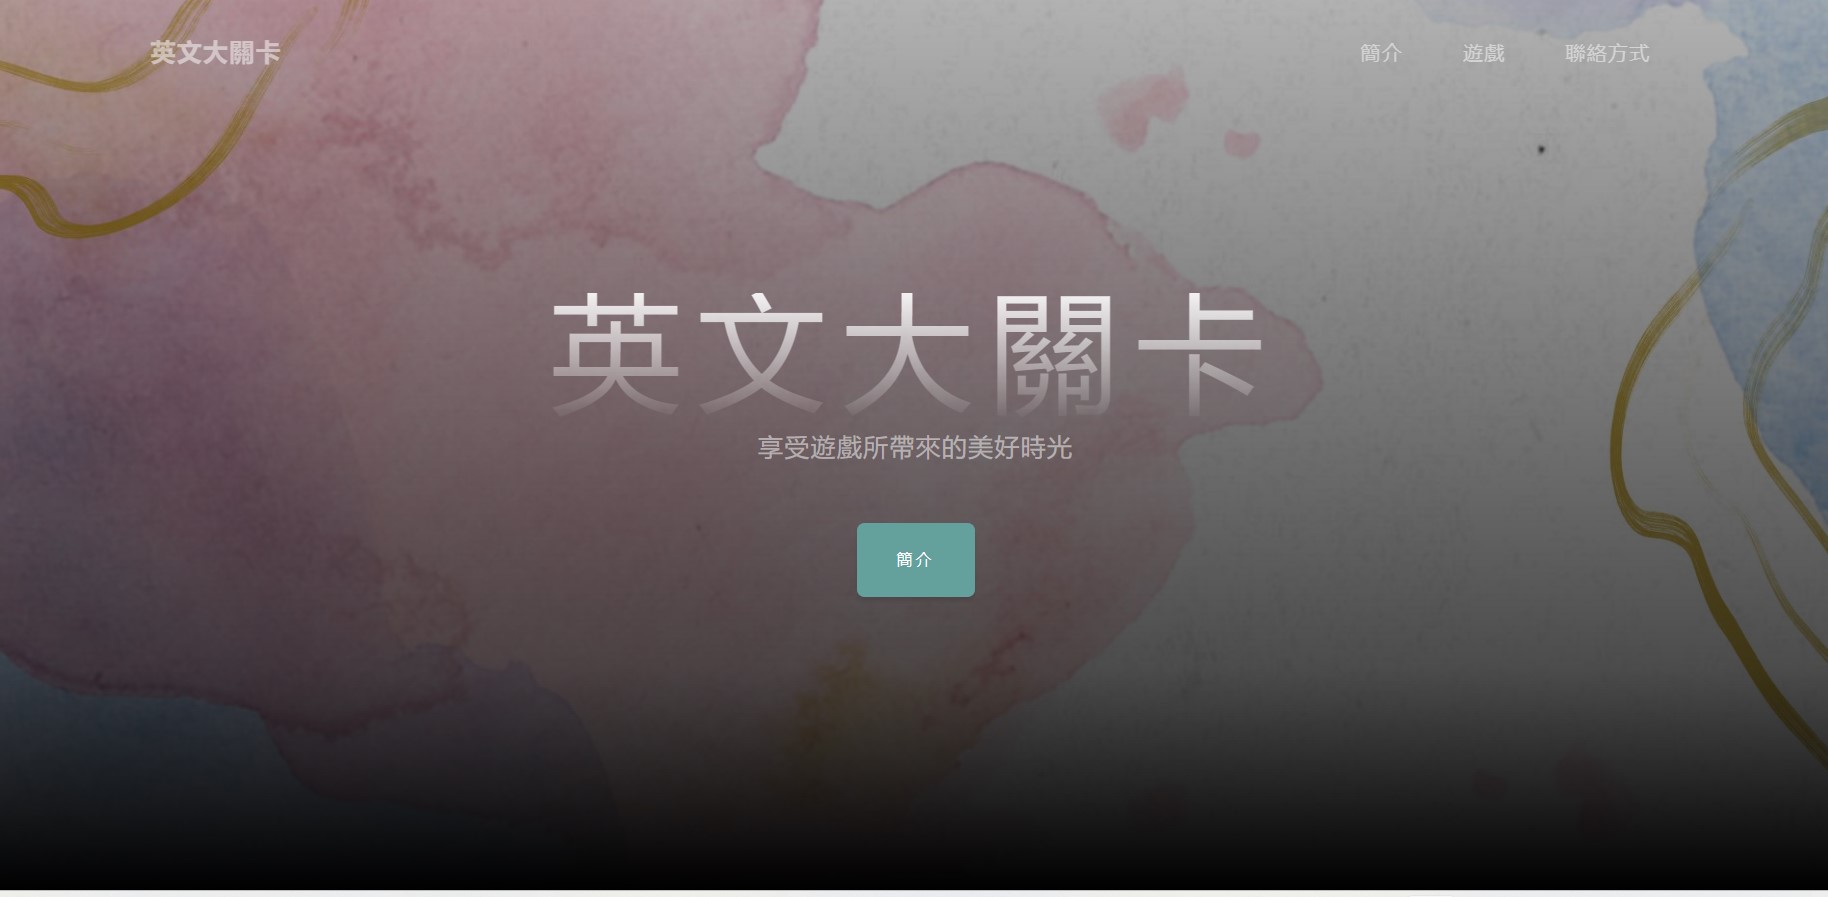 英文大關卡
簡介 遊戲 聯絡方式
英文大關卡
享受遊戲所帶來的美好時光
簡介